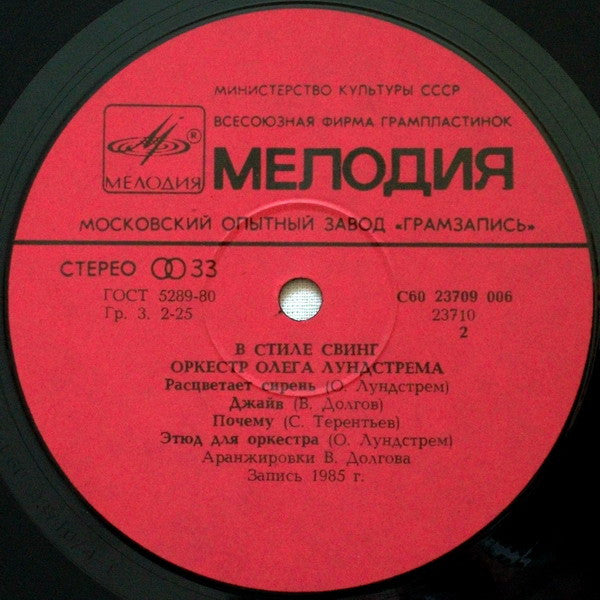 МИНИСТЕРСТВО КУЛЬТУРЫ СССР
ВСЕСОЮЗНАЯ ФИРМА ГРАМПЛАСТИНОК
®
МЕЛОДИЯ
МЕЛОДИЯ
МОСКОВСКИЙ ОПЫТНЫЙ ЗАВОД «ГРАМЗАПИСЬ»
СТЕРЕО 33
ГОСТ 5289-80
Гр. 3. 2-25
С60 23709 006
23710
2
В СТИЛЕ СВИНГ
ОРКЕСТР ОЛЕГА ЛУНДСТРЕМА
Расцветает сирень (О. Лундстрем)
Джайв (В. Долгов)
Почему (С. Терентьев)
Этюд для оркестра (О. Лундстрем)
Аранжировки В. Долгова
Запись 1985 г.